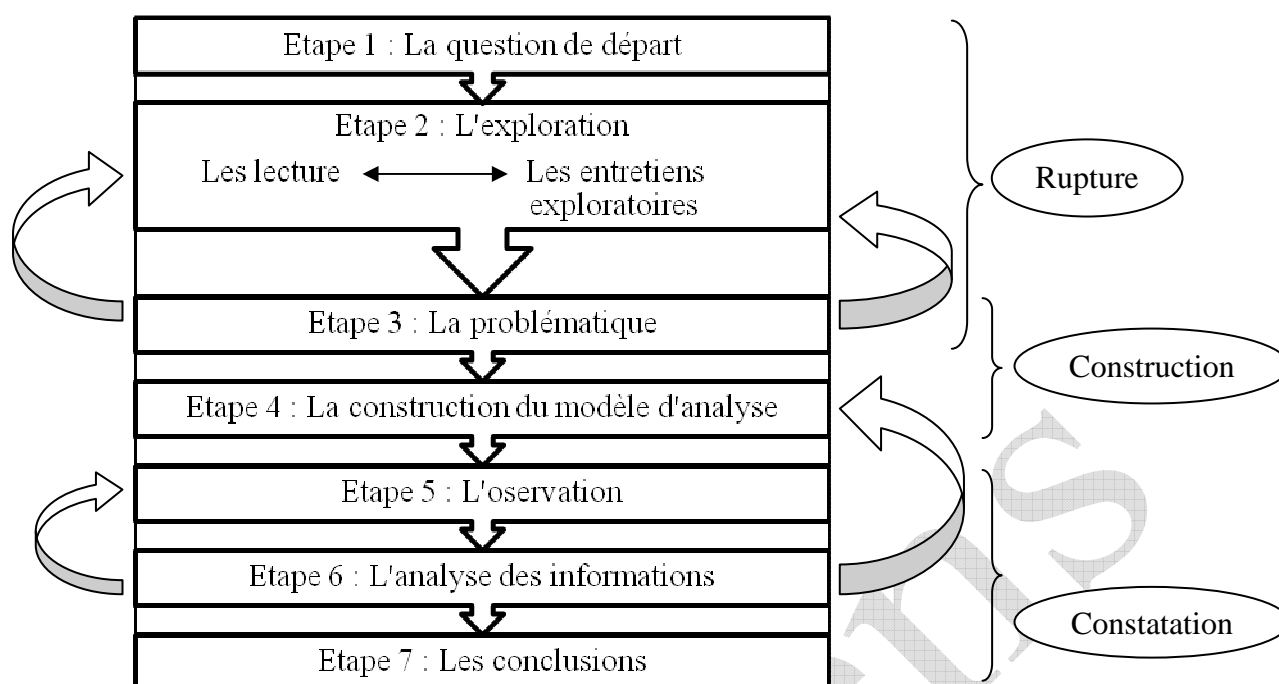 Etape 1 : La question de départ
Etape 2 : L'exploration
Les lecture
Les entretiens
exploratoires
Rupture
Etape 3 : La problématique
Construction
Etape 4 : La construction du modèle d'analyse
Etape 5 : L'oservation
Etape 6 : L'analyse des informations
Constatation
Etape 7 : Les conclusions